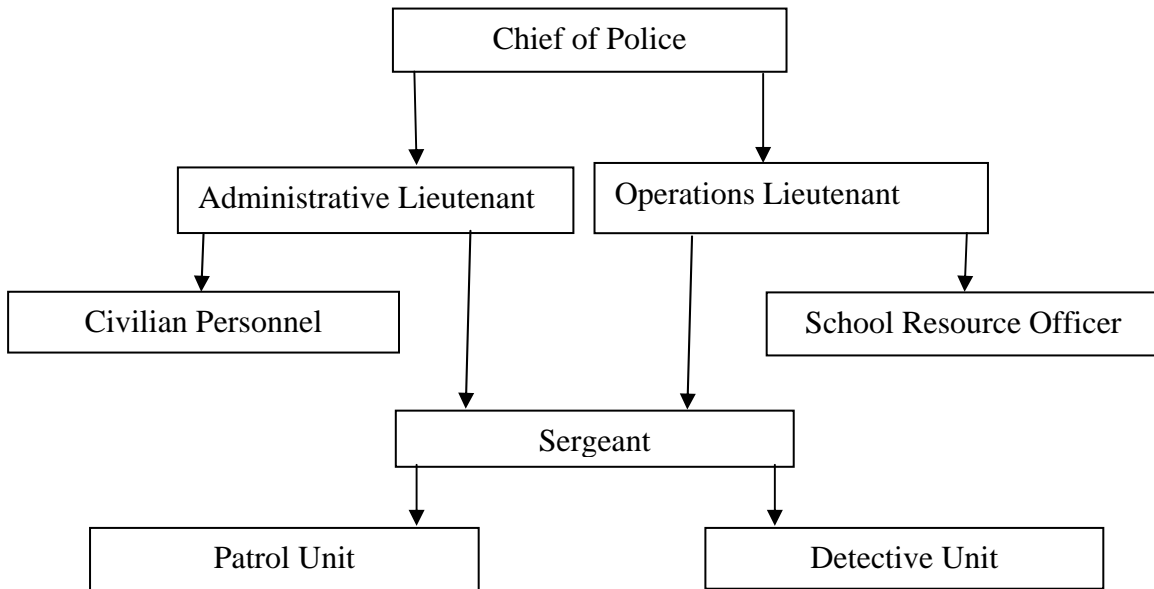 Chief of Police
Administrative Lieutenant
Operations Lieutenant
Civilian Personnel
School Resource Officer
Sergeant
Patrol Unit
Detective Unit